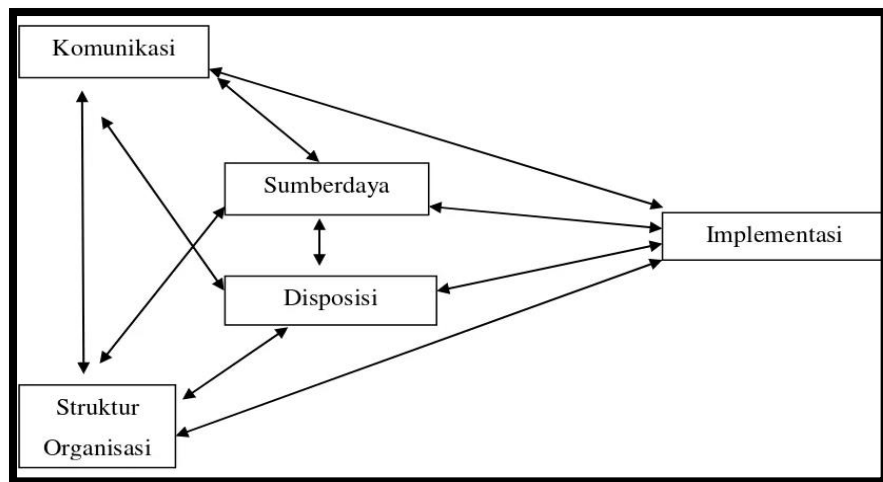 Komunikasi
Sumberdaya
Implementasi
Disposisi
Struktur
Organisasi